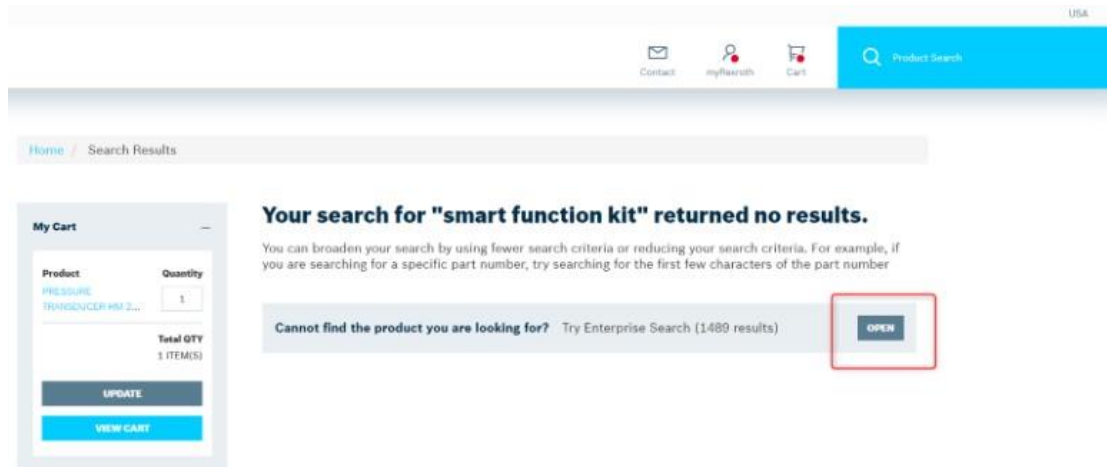 USA
Contact
myRexroth
Cart
Product Search
Home / Search Results
My Cart
Product Quantity
PRESSURE
TRANSDUCER HM 2...
1
Total QTY
1 ITEM(S)
UPDATE
VIEW CART
Your search for "smart function kit" returned no results.
You can broaden your search by using fewer search criteria or reducing your search criteria. For example, if
you are searching for a specific part number, try searching for the first few characters of the part number
Cannot find the product you are looking for? Try Enterprise Search (1489 results)
OPEN